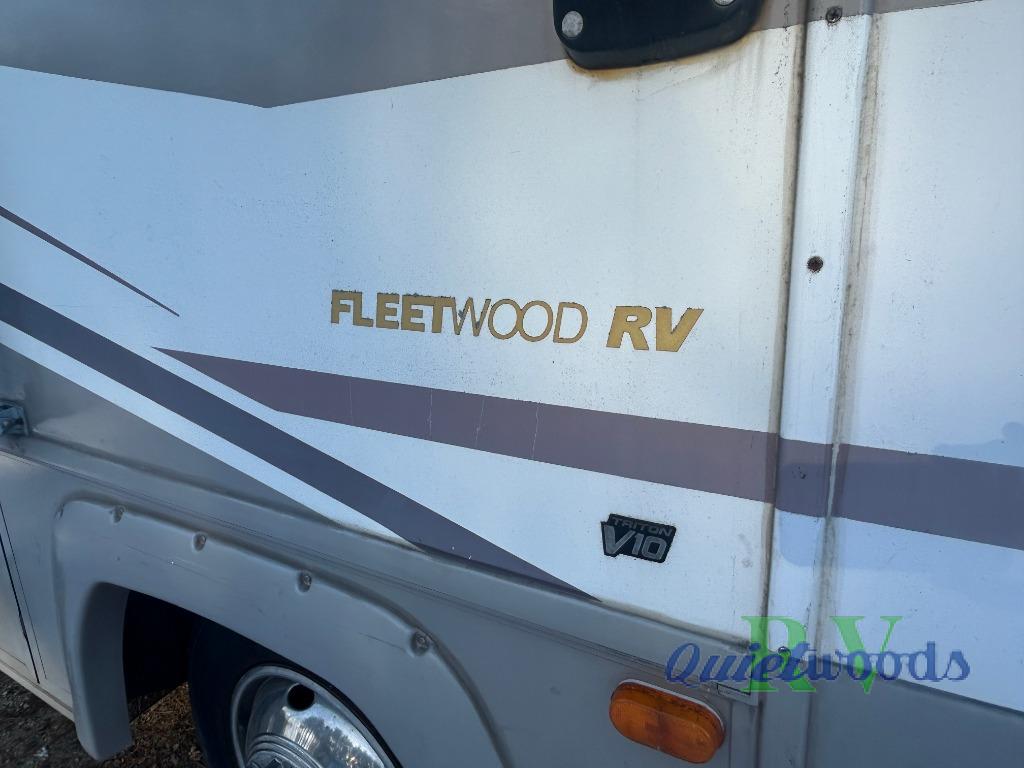 FLEETWOOD RV
TRITON
V10
RV
Quietwoods